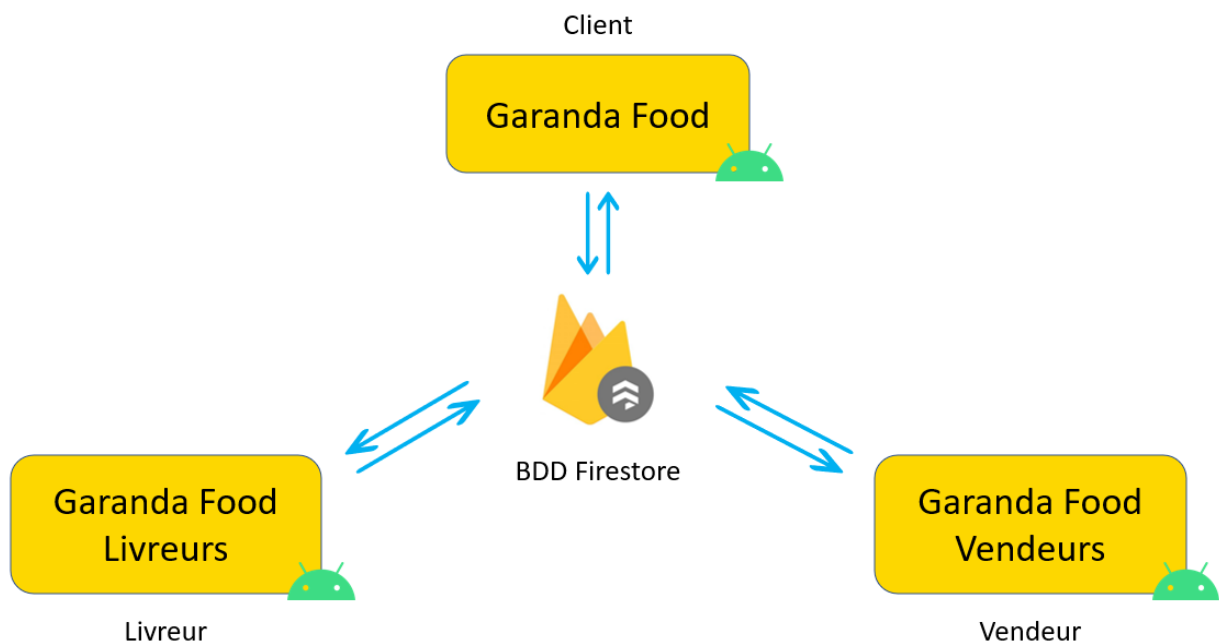 Client
Garanda Food
BDD Firestore
Garanda Food
Livreurs
Livreur
Garanda Food
Vendeurs
Vendeur